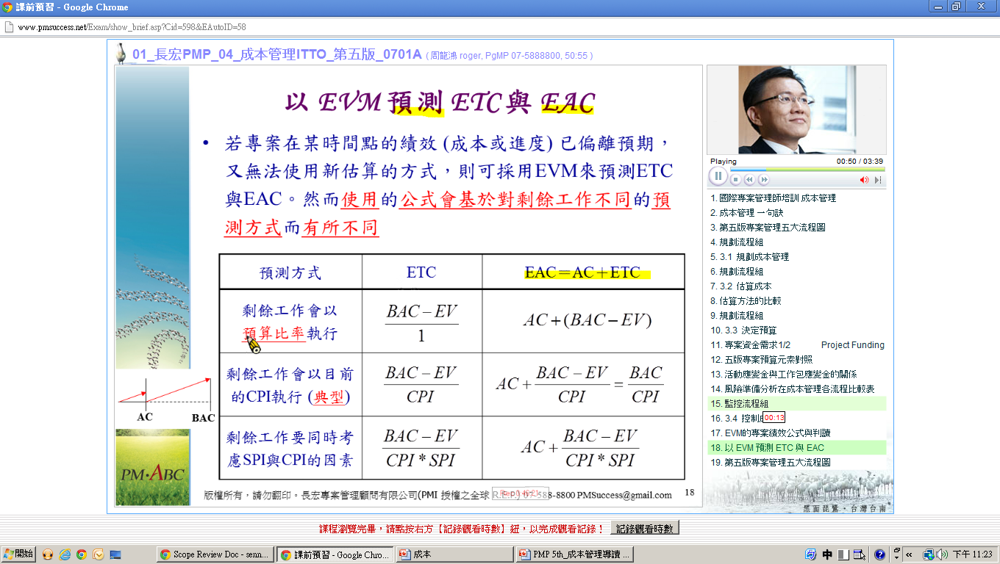 課前預習 - Google Chrome
www.pmsuccess.net/Exam/show_brief.asp?Cid=598&EAutoID=58
01_長宏PMP_04_成本管理ITTO_第五版_0701A ( 周龍鴻 roger, PgMP 07-5888800, 50:55 )
以 EVM 預測 ETC 與 EAC
• 若專案在某時間點的績效 (成本或進度) 已偏離預期，
又無法使用新估算的方式，則可採用EVM來預測ETC
與EAC。然而使用的公式會基於對剩餘工作不同的預
測方式而有所不同
預測方式 ETC EAC＝AC＋ETC
剩餘工作會以
預算比率執行
BAC − EV
1
AC + (BAC − EV)
剩餘工作會以目前
的CPI執行 (典型)
BAC − EV
CPI
AC + BAC − EV
CPI
= BAC
CPI
剩餘工作要同時考
慮SPI與CPI的因素
BAC − EV
CPI * SPI
AC + BAC − EV
CPI * SPI
AC
BAC
PM·ABC
版權所有，請勿翻印。長宏專案管理顧問有限公司(PMI 授權之全球 R.E.P.) 07-588-8800 PMSuccess@gmail.com 18
Playing 00:50 / 03:39
1. 國際專案管理師培訓 成本管理
2. 成本管理 一句訣
3. 第五版專案管理五大流程圖
4. 規劃流程組
5. 3.1 規劃成本管理
6. 規劃流程組
7. 3.2 估算成本
8. 估算方法的比較
9. 規劃流程組
10. 3.3 決定預算
11. 專案資金需求1/2 Project Funding
12. 五版專案預算元素對照
13. 活動應變金與工作包應變金的關係
14. 風險準備分析在成本管理各流程比較表
15. 監控流程組
16. 3.4 控制 00:13
17. EVM的專案績效公式與判讀
18. 以 EVM 預測 ETC 與 EAC
19. 第五版專案管理五大流程圖
黑面琵鷺·台灣台南
課程瀏覽完畢，請點按右方【記錄觀看時數】鈕，以完成觀看記錄！ 記錄觀看時數
開始 Scope Review Doc - senn... 課前預習 - Google Chro... 成本 PMP 5th_成本管理導讀 ... 中 下午 11:23